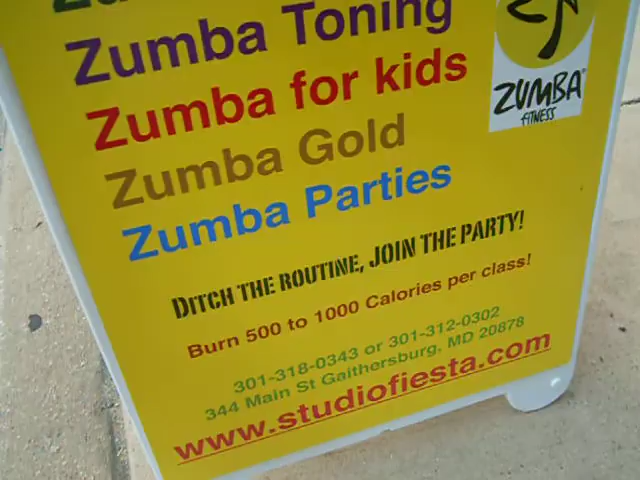 Zumba Toning
Zumba for kids
Zumba Gold
Zumba Parties
ZUMBA
FITNESS
DITCH THE ROUTINE, JOIN THE PARTY!
Burn 500 to 1000 Calories per class!
301-318-0343 or 301-312-0302
344 Main St Gaithersburg, MD 20878
www.studiofiesta.com